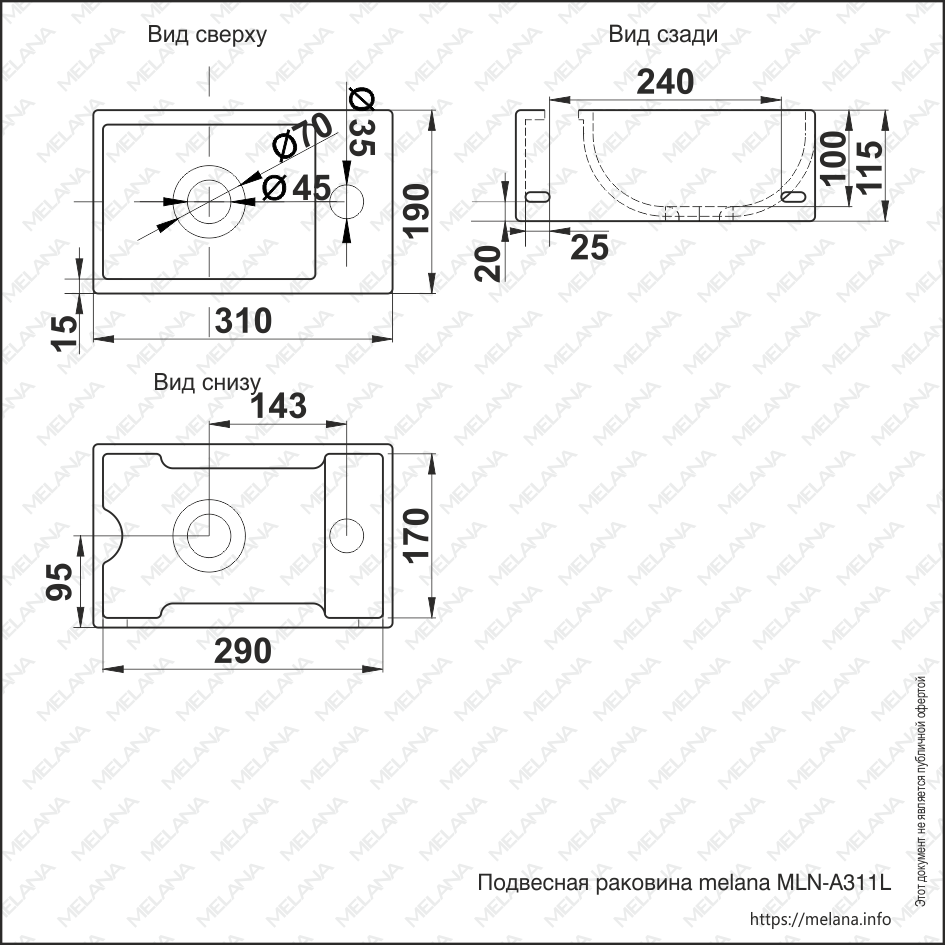 Вид сверху
Ø70
Ø 35
Ø 45
190
15
310
Вид сзади
240
100
115
20
25
Вид снизу
143
170
95
290
Этот документ не является публичной офертой
Подвесная раковина melana MLN-A311L
https://melana.info
MELANA